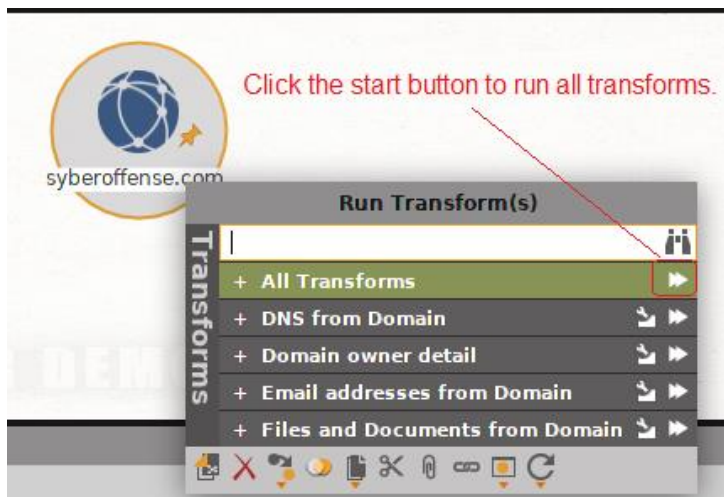 Click the start button to run all transforms.
syberoffense.com
Run Transform(s)
Transforms
+ All Transforms
+ DNS from Domain
+ Domain owner detail
+ Email addresses from Domain
+ Files and Documents from Domain